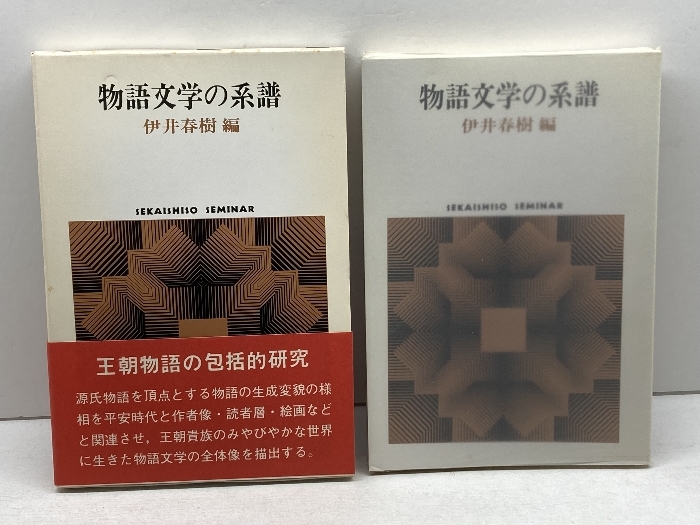 物語文学の系譜
伊井春樹 編
SEKAISHISO SEMINAR
王朝物語の包括的研究
源氏物語を頂点とする物語の生成変貌の様
相を平安時代と作者像・読者層・絵画など
と関連させ，王朝貴族のみやびやかな世界
に生きた物語文学の全体像を描出する。
物語文学の系譜
伊井春樹 編
SEKAISHISO SEMINAR